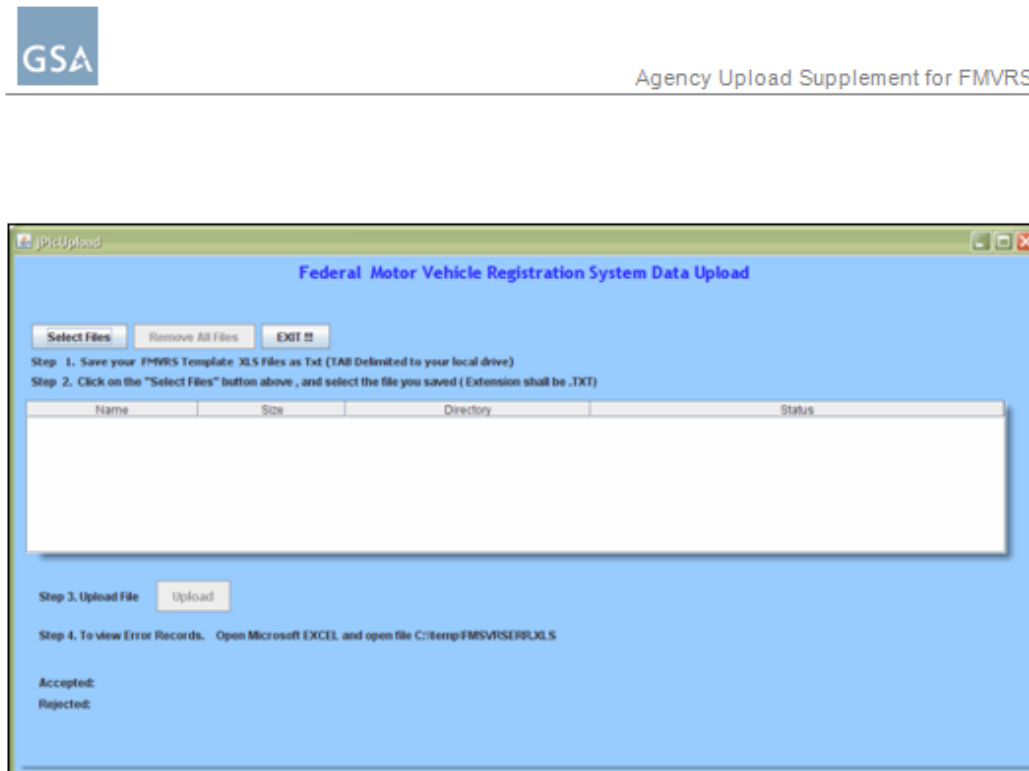 GSA
Agency Upload Supplement for FMVRS
jPicUpload
Federal Motor Vehicle Registration System Data Upload
Select Files Remove All Files EXIT !!!
Step 1. Save your FMVRS Template XLS Files as Txt (TAB Delimited to your local drive)
Step 2. Click on the "Select Files" button above , and select the file you saved ( Extension shall be .TXT)
Name Size Directory Status
Step 3. Upload File Upload
Step 4. To view Error Records. Open Microsoft EXCEL and open file C:\temp\FMSVRSERR.XLS
Accepted:
Rejected: